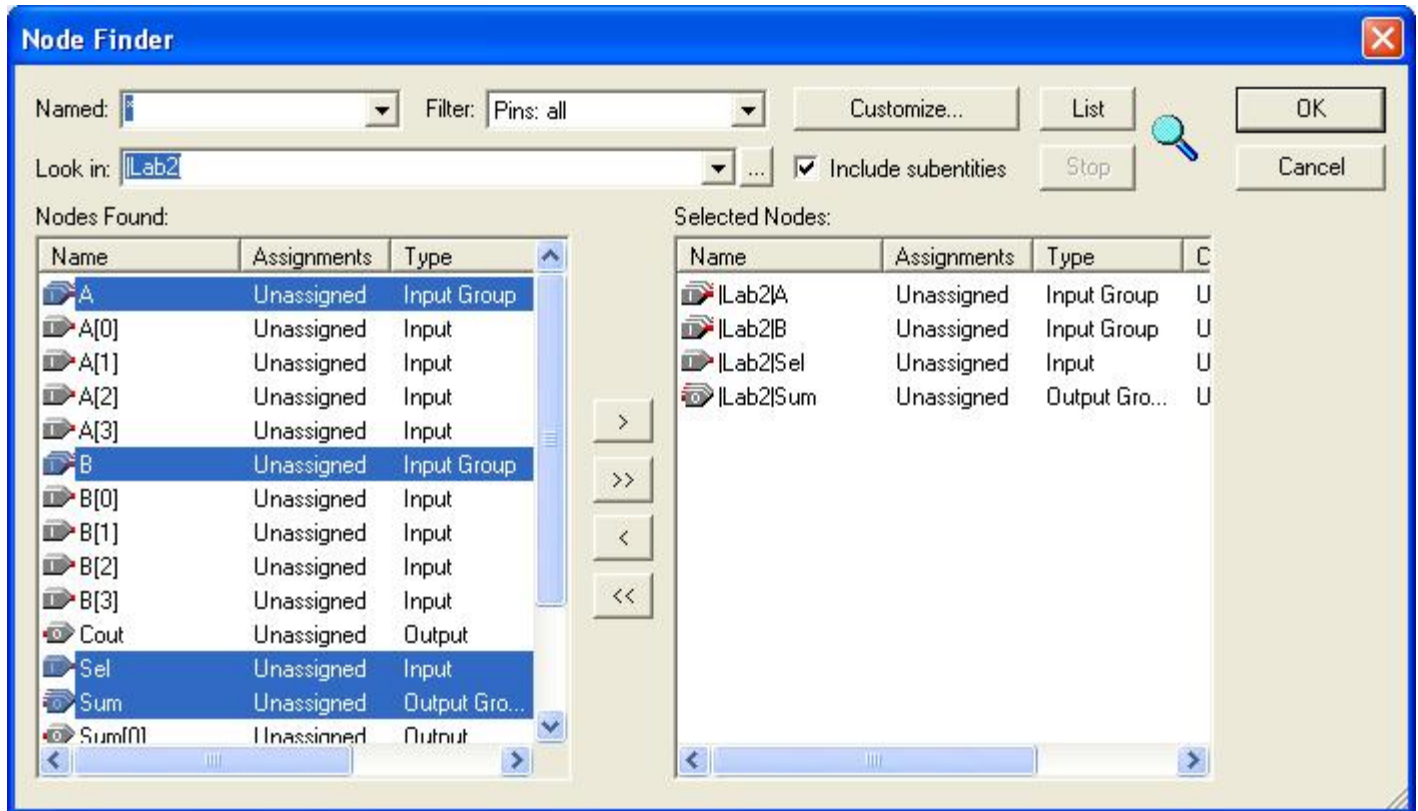 Node Finder
Named: * Filter: Pins: all Customize... List OK
Look in: |Lab2| ... Include subentities Stop Cancel
Nodes Found: Selected Nodes:
Name Assignments Type Name Assignments Type C
A Unassigned Input Group |Lab2|A Unassigned Input Group U
A[0] Unassigned Input |Lab2|B Unassigned Input Group U
A[1] Unassigned Input |Lab2|Sel Unassigned Input U
A[2] Unassigned Input |Lab2|Sum Unassigned Output Gro... U
A[3] Unassigned Input >
B Unassigned Input Group
B[0] Unassigned Input >>
B[1] Unassigned Input <
B[2] Unassigned Input
B[3] Unassigned Input <<
Cout Unassigned Output
Sel Unassigned Input
Sum Unassigned Output Gro...
Sum[0] Unassigned Output